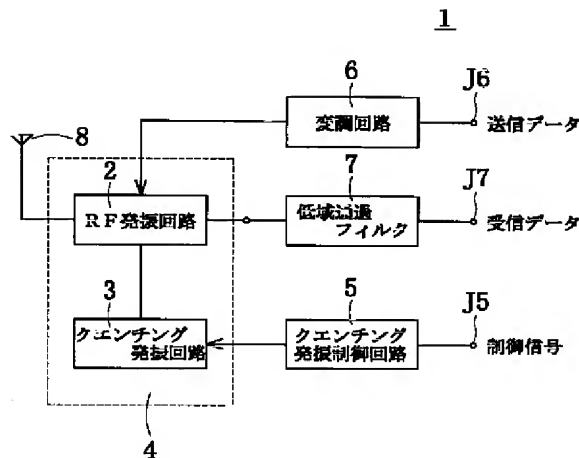 1
6
J6
変調回路
送信データ
8
2
RF発振回路
7
J7
低域通過
フィルタ
受信データ
3
クエンチング
発振回路
5
J5
クエンチング
発振制御回路
制御信号
4